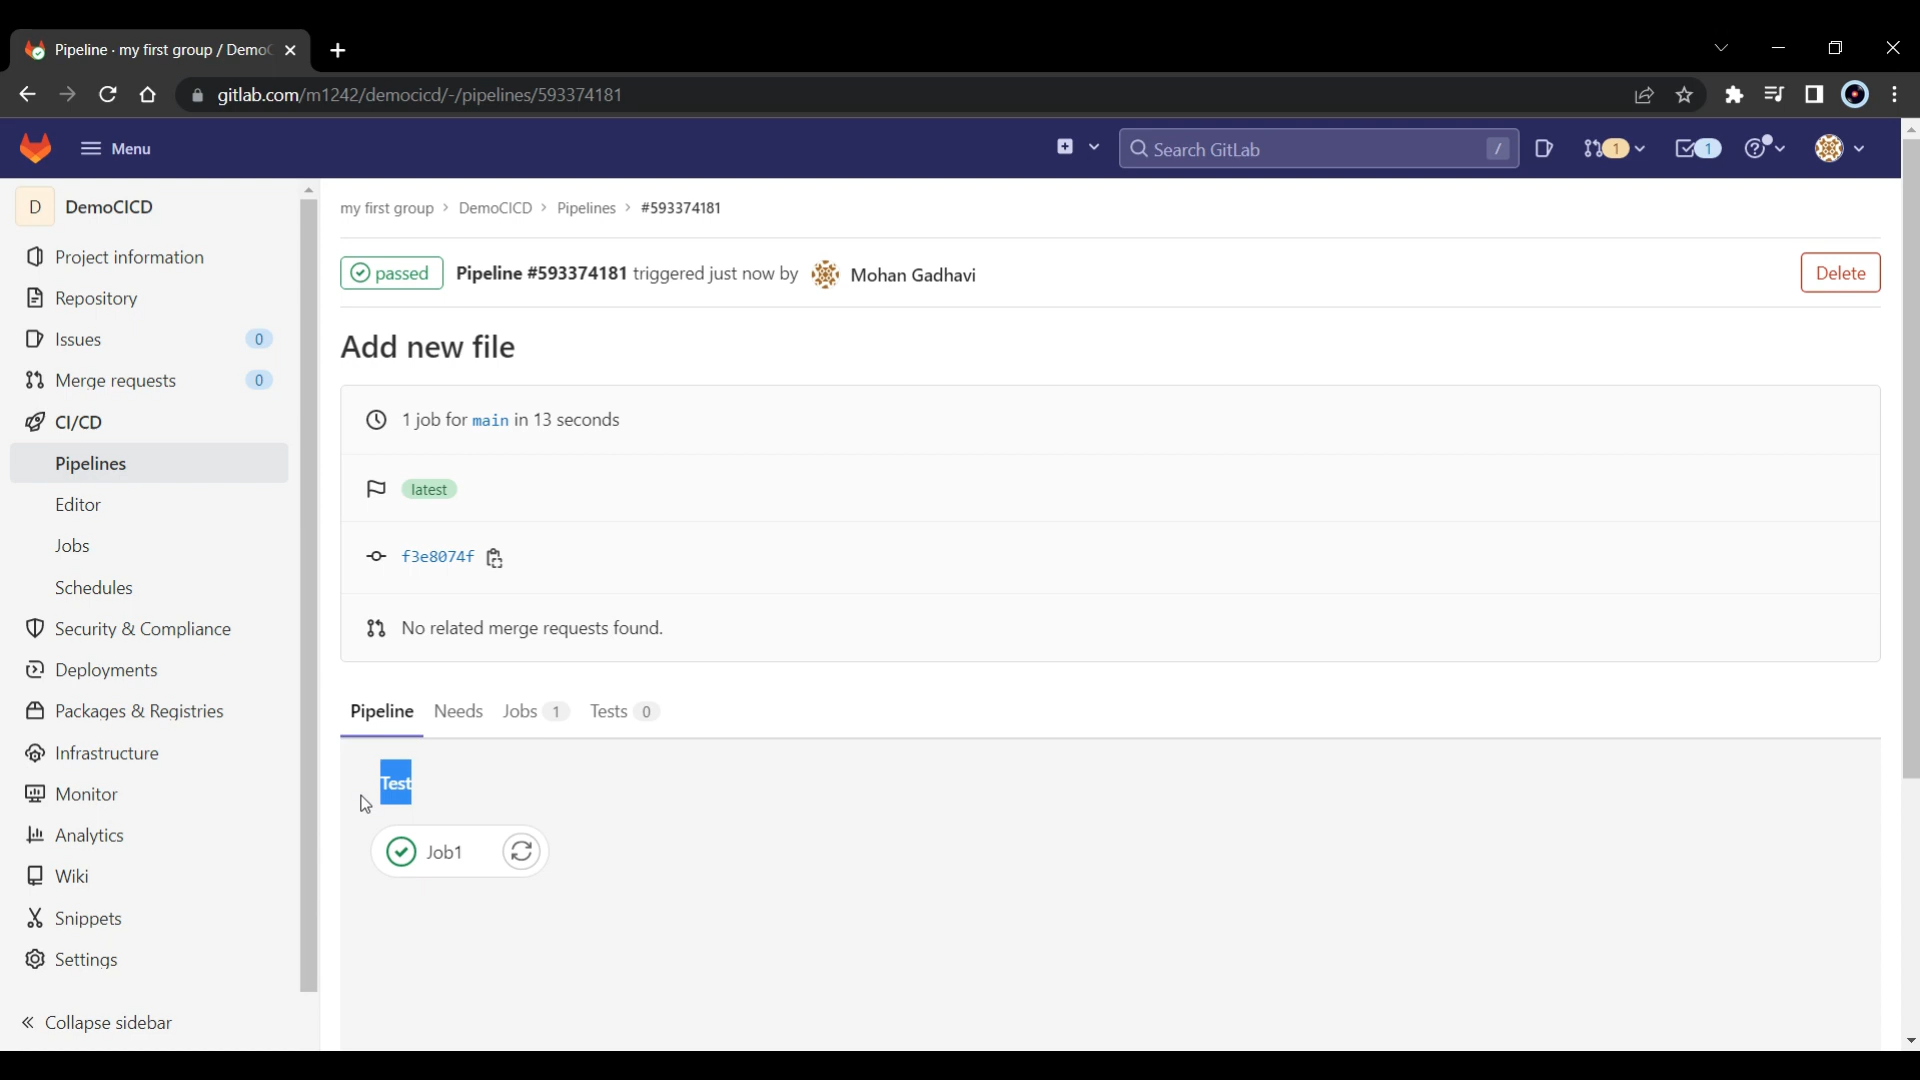 Pipeline · my first group / Demo
gitlab.com/m1242/democicd/-/pipelines/593374181
Menu
Search GitLab
/
1
1
D DemoCICD
Project information
Repository
Issues 0
Merge requests 0
CI/CD
Pipelines
Editor
Jobs
Schedules
Security & Compliance
Deployments
Packages & Registries
Infrastructure
Monitor
Analytics
Wiki
Snippets
Settings
Collapse sidebar
my first group > DemoCICD > Pipelines > #593374181
passed Pipeline #593374181 triggered just now by Mohan Gadhavi
Delete
Add new file
1 job for main in 13 seconds
latest
f3e8074f
No related merge requests found.
Pipeline Needs Jobs 1 Tests 0
Test
Job1